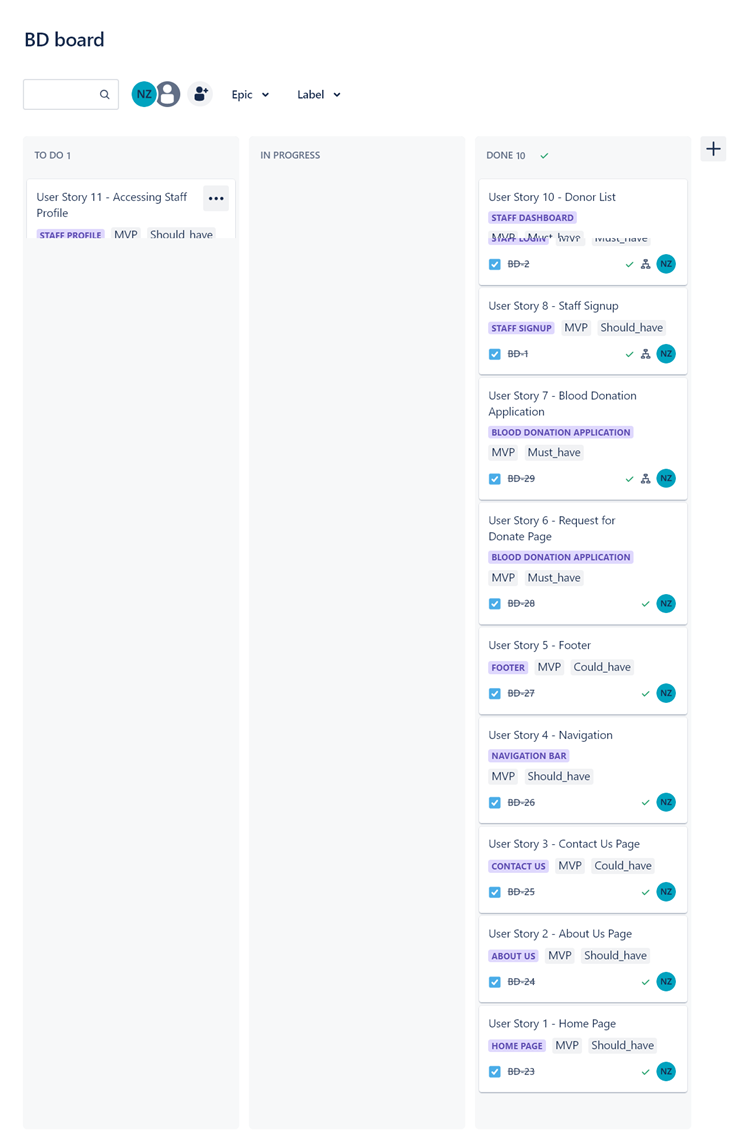 BD board
NZ
Epic
Label
TO DO 1
User Story 11 - Accessing Staff
Profile
STAFF PROFILE MVP Should_have
IN PROGRESS
DONE 10
User Story 10 - Donor List
STAFF DASHBOARD
MVP Must_have
STAFF LOGIN MVP Must_have
BD-2 NZ
User Story 8 - Staff Signup
STAFF SIGNUP MVP Should_have
BD-1 NZ
User Story 7 - Blood Donation
Application
BLOOD DONATION APPLICATION
MVP Must_have
BD-29 NZ
User Story 6 - Request for
Donate Page
BLOOD DONATION APPLICATION
MVP Must_have
BD-28 NZ
User Story 5 - Footer
FOOTER MVP Could_have
BD-27 NZ
User Story 4 - Navigation
NAVIGATION BAR
MVP Should_have
BD-26 NZ
User Story 3 - Contact Us Page
CONTACT US MVP Could_have
BD-25 NZ
User Story 2 - About Us Page
ABOUT US MVP Should_have
BD-24 NZ
User Story 1 - Home Page
HOME PAGE MVP Should_have
BD-23 NZ